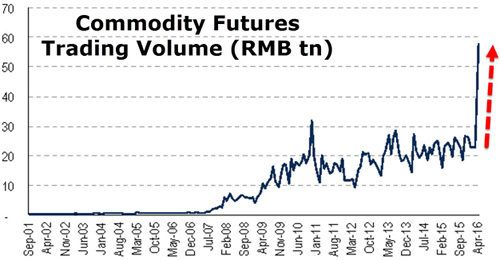 Commodity Futures
Trading Volume (RMB tn)
70
60
50
40
30
20
10
-
Sep-01
Apr-02
Nov-02
Jun-03
Jan-04
Aug-04
Mar-05
Oct-05
May-06
Dec-06
Jul-07
Feb-08
Sep-08
Apr-09
Nov-09
Jun-10
Jan-11
Aug-11
Mar-12
Oct-12
May-13
Dec-13
Jul-14
Feb-15
Sep-15
Apr-16